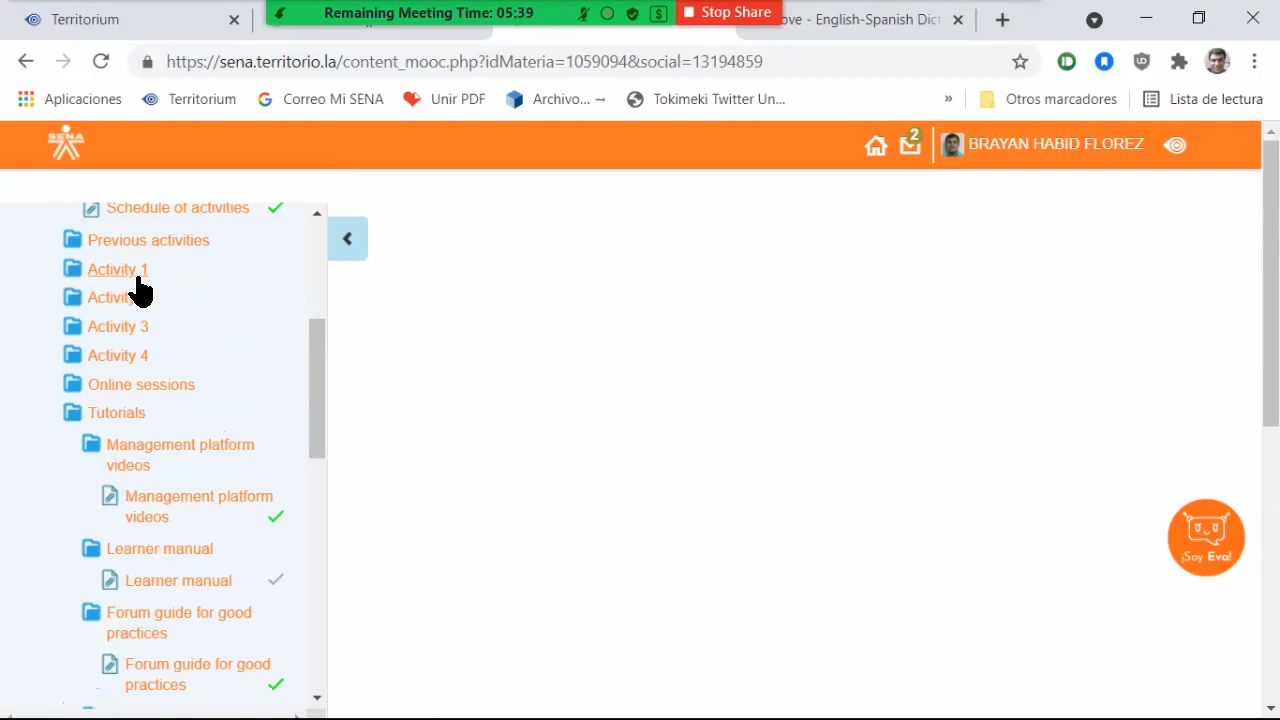 Territorium
Remaining Meeting Time: 05:39
$
Stop Share
ove - English-Spanish Dict
https://sena.territorio.la/content_mooc.php?idMateria=1059094&social=13194859
Aplicaciones
Territorium
Correo Mi SENA
Unir PDF
Archivo... →
Tokimeki Twitter Un...
»
Otros marcadores
Lista de lectura
SENA
2
BRAYAN HABID FLOREZ
Schedule of activities
Previous activities
Activity 1
Activity
Activity 3
Activity 4
Online sessions
Tutorials
Management platform
videos
Management platform
videos
Learner manual
Learner manual
Forum guide for good
practices
Forum guide for good
practices
¡Soy Eva!